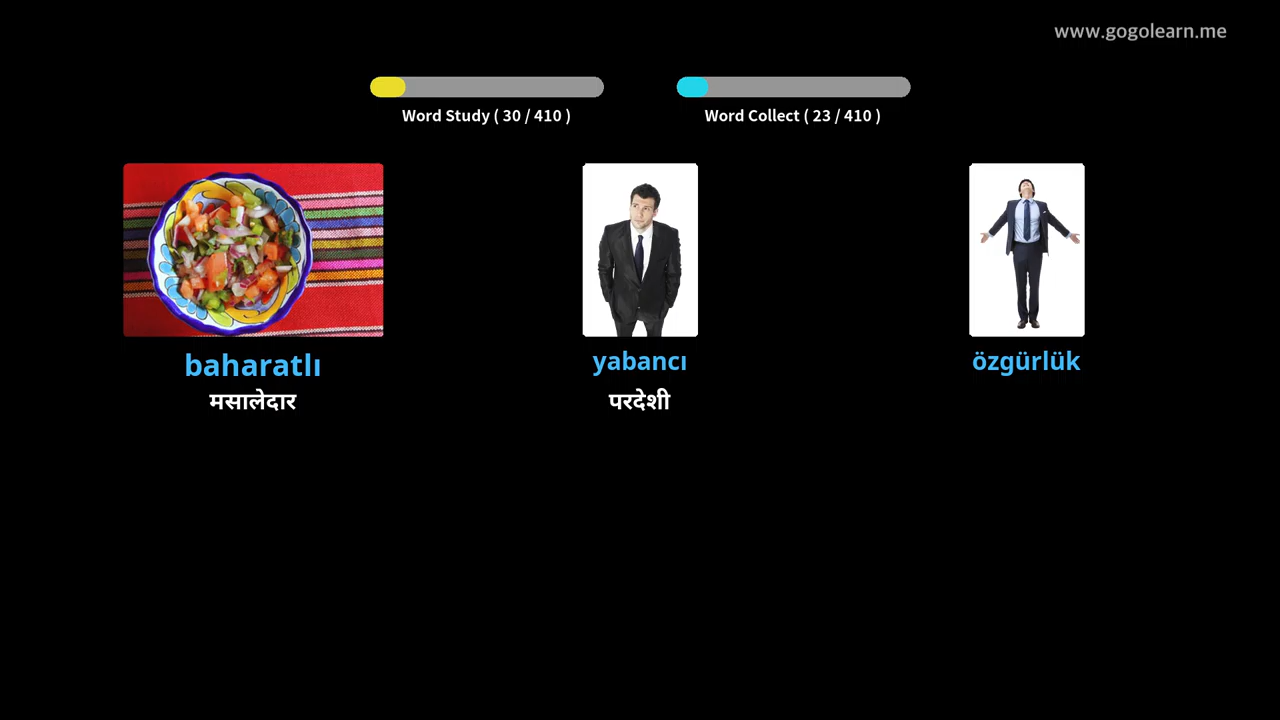 www.gogolearn.me
Word Study ( 30 / 410 )
Word Collect ( 23 / 410 )
baharatlı
मसालेदार
yabancı
परदेशी
özgürlük